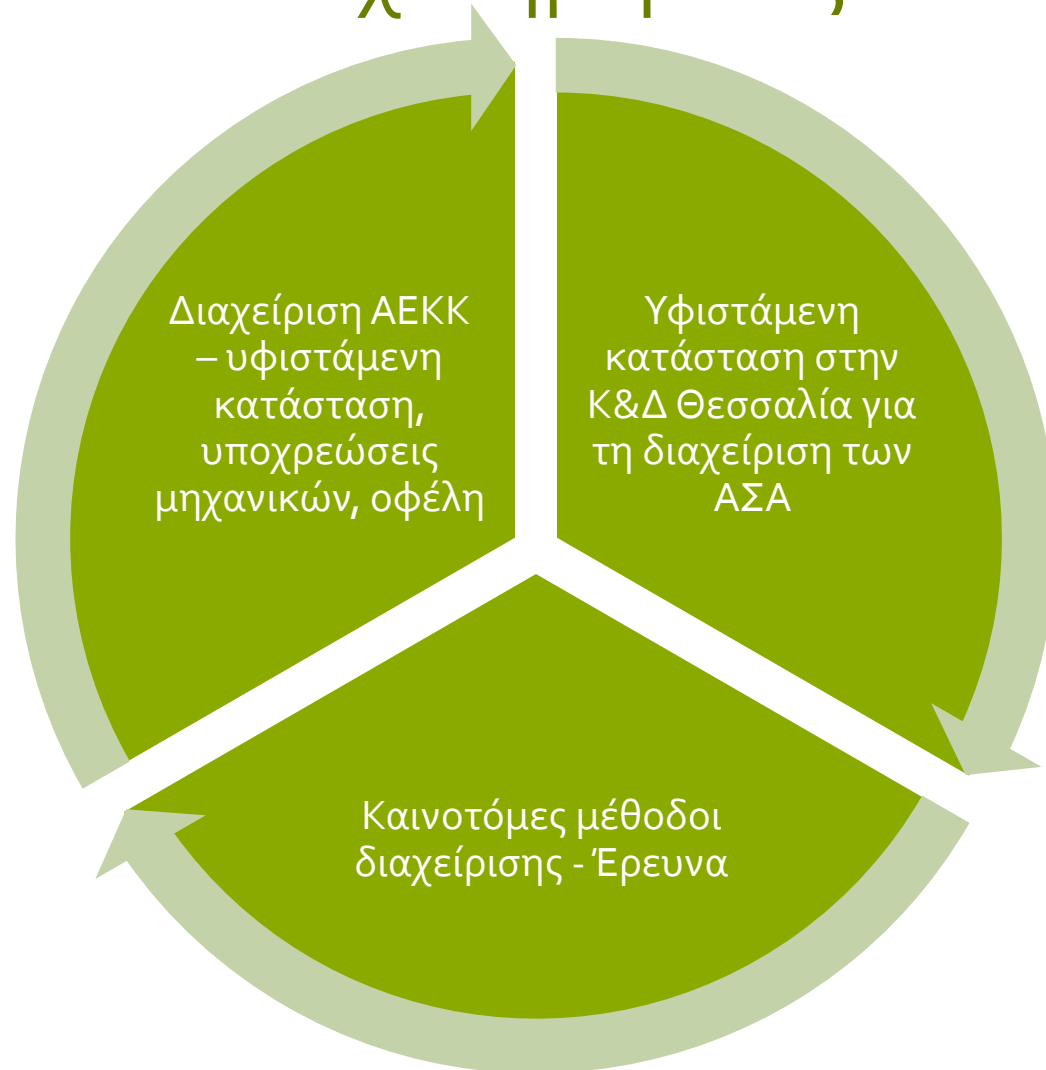 Διαχείριση ΑΕΚΚ
– υφιστάμενη
κατάσταση,
υποχρεώσεις
μηχανικών, οφέλη
Υφιστάμενη
κατάσταση στην
Κ&Δ Θεσσαλία για
τη διαχείριση των
ΑΣΑ
Καινοτόμες μέθοδοι
διαχείρισης - Έρευνα